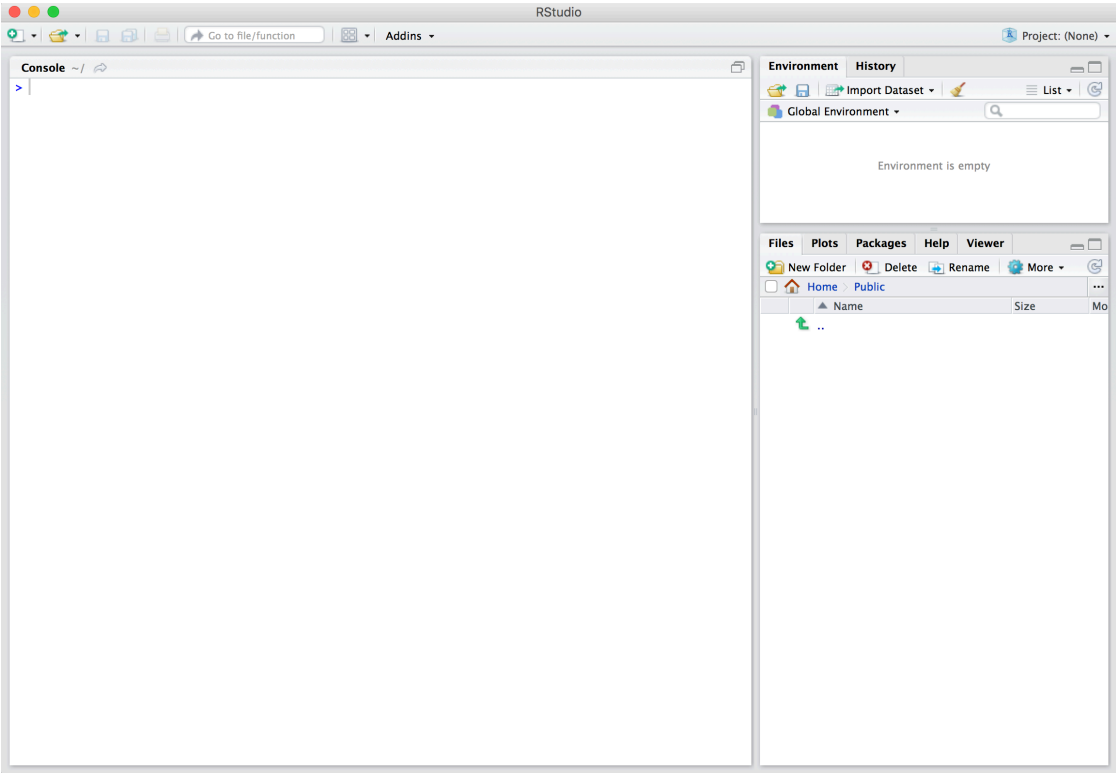 RStudio
Go to file/function
Addins
Project: (None)
Console ~/
>
Environment History
Import Dataset
List
Global Environment
Environment is empty
Files Plots Packages Help Viewer
New Folder Delete Rename More
Home Public
...
Name Size Mo
..